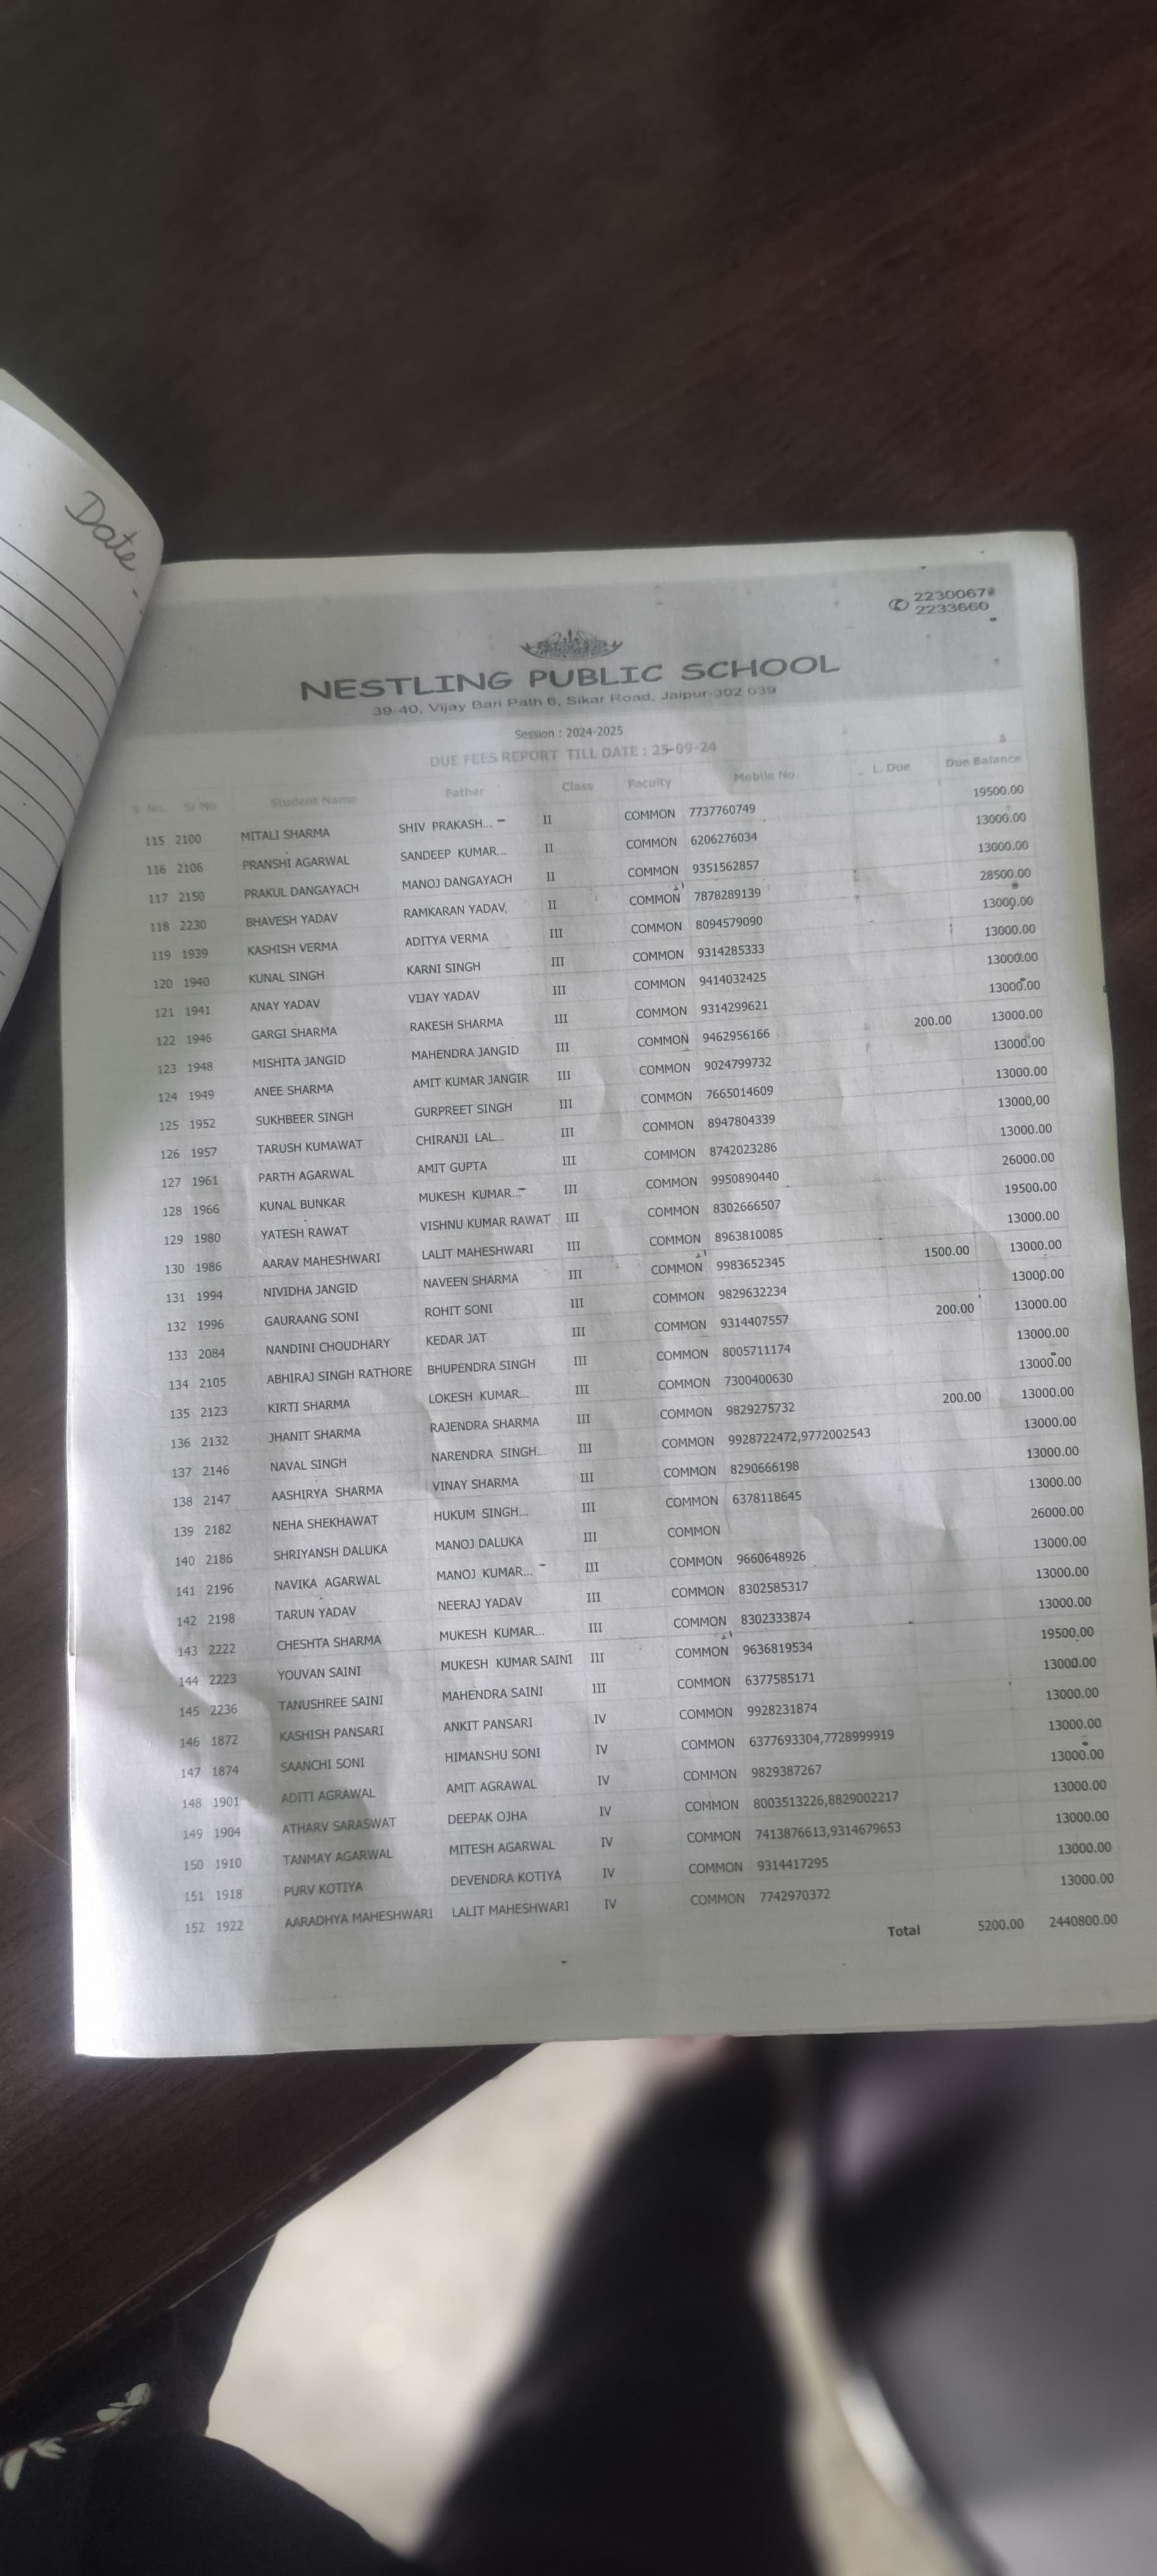 Date -
22300678
2233660
NESTLING PUBLIC SCHOOL
39-40, Vijay Bari Path 6, Sikar Road, Jaipur-302 039
Session : 2024-2025
DUE FEES REPORT TILL DATE : 25-09-24
S. No. Sr No Student Name Father Class Faculty Mobile No L. Due Due Balance
115 2100 MITALI SHARMA SHIV PRAKASH... II COMMON 7737760749 19500.00
116 2106 PRANSHI AGARWAL SANDEEP KUMAR... II COMMON 6206276034 13000.00
117 2150 PRAKUL DANGAYACH MANOJ DANGAYACH II COMMON 9351562857 13000.00
118 2230 BHAVESH YADAV RAMKARAN YADAV, II COMMON 7878289139 28500.00
119 1939 KASHISH VERMA ADITYA VERMA III COMMON 8094579090 13000.00
120 1940 KUNAL SINGH KARNI SINGH III COMMON 9314285333 13000.00
121 1941 ANAY YADAV VIJAY YADAV III COMMON 9414032425 13000.00
122 1946 GARGI SHARMA RAKESH SHARMA III COMMON 9314299621 13000.00
123 1948 MISHITA JANGID MAHENDRA JANGID III COMMON 9462956166 200.00 13000.00
124 1949 ANEE SHARMA AMIT KUMAR JANGIR III COMMON 9024799732 13000.00
125 1952 SUKHBEER SINGH GURPREET SINGH III COMMON 7665014609 13000.00
126 1957 TARUSH KUMAWAT CHIRANJI LAL... III COMMON 8947804339 13000.00
127 1961 PARTH AGARWAL AMIT GUPTA III COMMON 8742023286 13000.00
128 1966 KUNAL BUNKAR MUKESH KUMAR... III COMMON 9950890440 26000.00
129 1980 YATESH RAWAT VISHNU KUMAR RAWAT III COMMON 8302666507 19500.00
130 1986 AARAV MAHESHWARI LALIT MAHESHWARI III COMMON 8963810085 13000.00
131 1994 NIVIDHA JANGID NAVEEN SHARMA III COMMON 9983652345 1500.00 13000.00
132 1996 GAURAANG SONI ROHIT SONI III COMMON 9829632234 13000.00
133 2084 NANDINI CHOUDHARY KEDAR JAT III COMMON 9314407557 200.00 13000.00
134 2105 ABHIRAJ SINGH RATHORE BHUPENDRA SINGH III COMMON 8005711174 13000.00
135 2123 KIRTI SHARMA LOKESH KUMAR... III COMMON 7300400630 13000.00
136 2132 JHANIT SHARMA RAJENDRA SHARMA III COMMON 9829275732 200.00 13000.00
137 2146 NAVAL SINGH NARENDRA SINGH... III COMMON 9928722472,9772002543 13000.00
138 2147 AASHIRYA SHARMA VINAY SHARMA III COMMON 8290666198 13000.00
139 2182 NEHA SHEKHAWAT HUKUM SINGH... III COMMON 6378118645 13000.00
140 2186 SHRIYANSH DALUKA MANOJ DALUKA III COMMON 26000.00
141 2196 NAVIKA AGARWAL MANOJ KUMAR... III COMMON 9660648926 13000.00
142 2198 TARUN YADAV NEERAJ YADAV III COMMON 8302585317 13000.00
143 2222 CHESHTA SHARMA MUKESH KUMAR... III COMMON 8302333874 13000.00
144 2223 YOUVAN SAINI MUKESH KUMAR SAINI III COMMON 9636819534 19500.00
145 2236 TANUSHREE SAINI MAHENDRA SAINI III COMMON 6377585171 13000.00
146 1872 KASHISH PANSARI ANKIT PANSARI IV COMMON 9928231874 13000.00
147 1874 SAANCHI SONI HIMANSHU SONI IV COMMON 6377693304,7728999919 13000.00
148 1901 ADITI AGRAWAL AMIT AGRAWAL IV COMMON 9829387267 13000.00
149 1904 ATHARV SARASWAT DEEPAK OJHA IV COMMON 8003513226,8829002217 13000.00
150 1910 TANMAY AGARWAL MITESH AGARWAL IV COMMON 7413876613,9314679653 13000.00
151 1918 PURV KOTIYA DEVENDRA KOTIYA IV COMMON 9314417295 13000.00
152 1922 AARADHYA MAHESHWARI LALIT MAHESHWARI IV COMMON 7742970372 13000.00
Total 5200.00 2440800.00